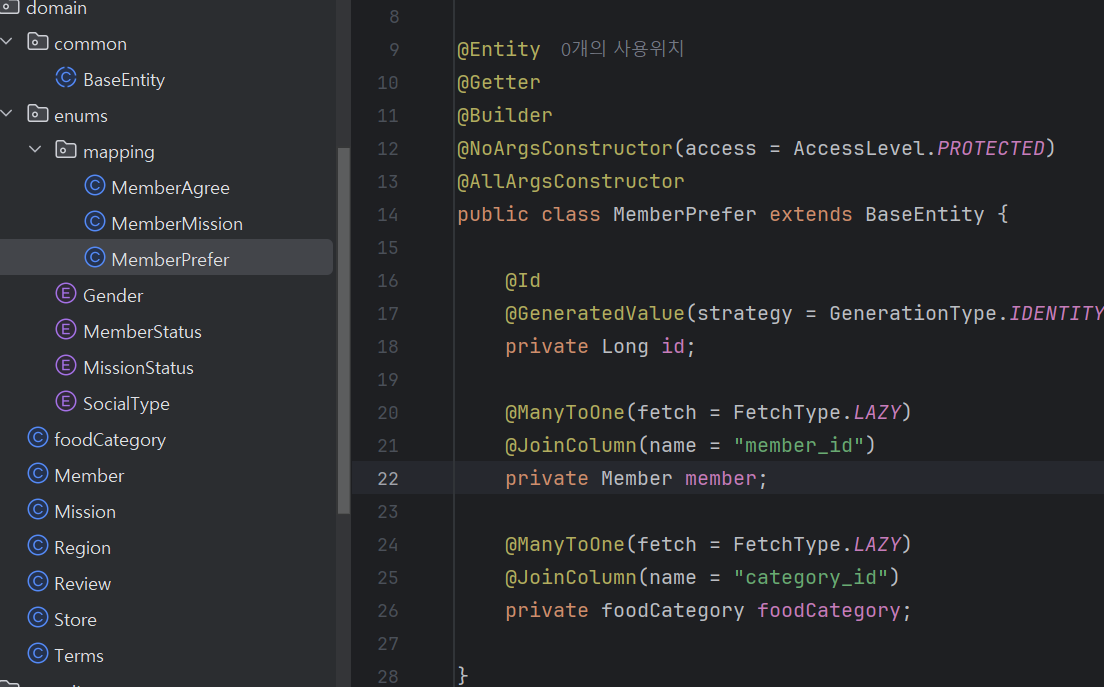 domain
common
BaseEntity
enums
mapping
MemberAgree
MemberMission
MemberPrefer
Gender
MemberStatus
MissionStatus
SocialType
foodCategory
Member
Mission
Region
Review
Store
Terms
8
9 @Entity 0개의 사용위치
10 @Getter
11 @Builder
12 @NoArgsConstructor(access = AccessLevel.PROTECTED)
13 @AllArgsConstructor
14 public class MemberPrefer extends BaseEntity {
15
16 @Id
17 @GeneratedValue(strategy = GenerationType.IDENTITY
18 private Long id;
19
20 @ManyToOne(fetch = FetchType.LAZY)
21 @JoinColumn(name = "member_id")
22 private Member member;
23
24 @ManyToOne(fetch = FetchType.LAZY)
25 @JoinColumn(name = "category_id")
26 private foodCategory foodCategory;
27
28 }